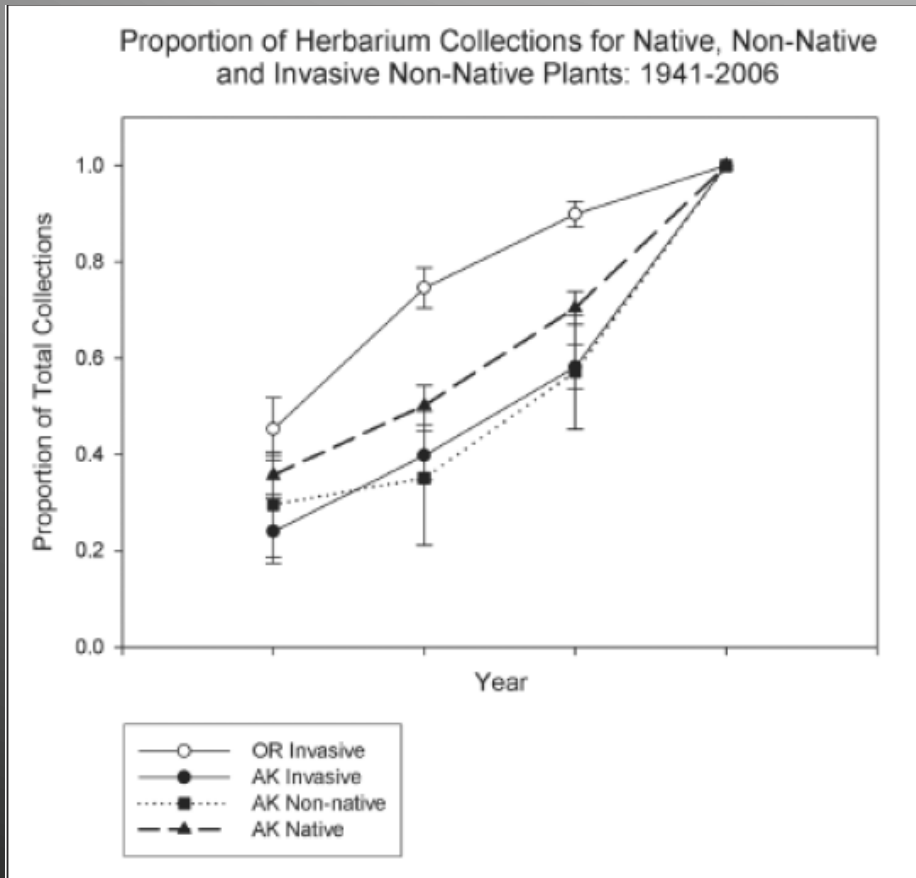 Proportion of Herbarium Collections for Native, Non-Native
and Invasive Non-Native Plants: 1941-2006
Proportion of Total Collections
1.0
0.8
0.6
0.4
0.2
0.0
Year
OR Invasive
AK Invasive
AK Non-native
AK Native